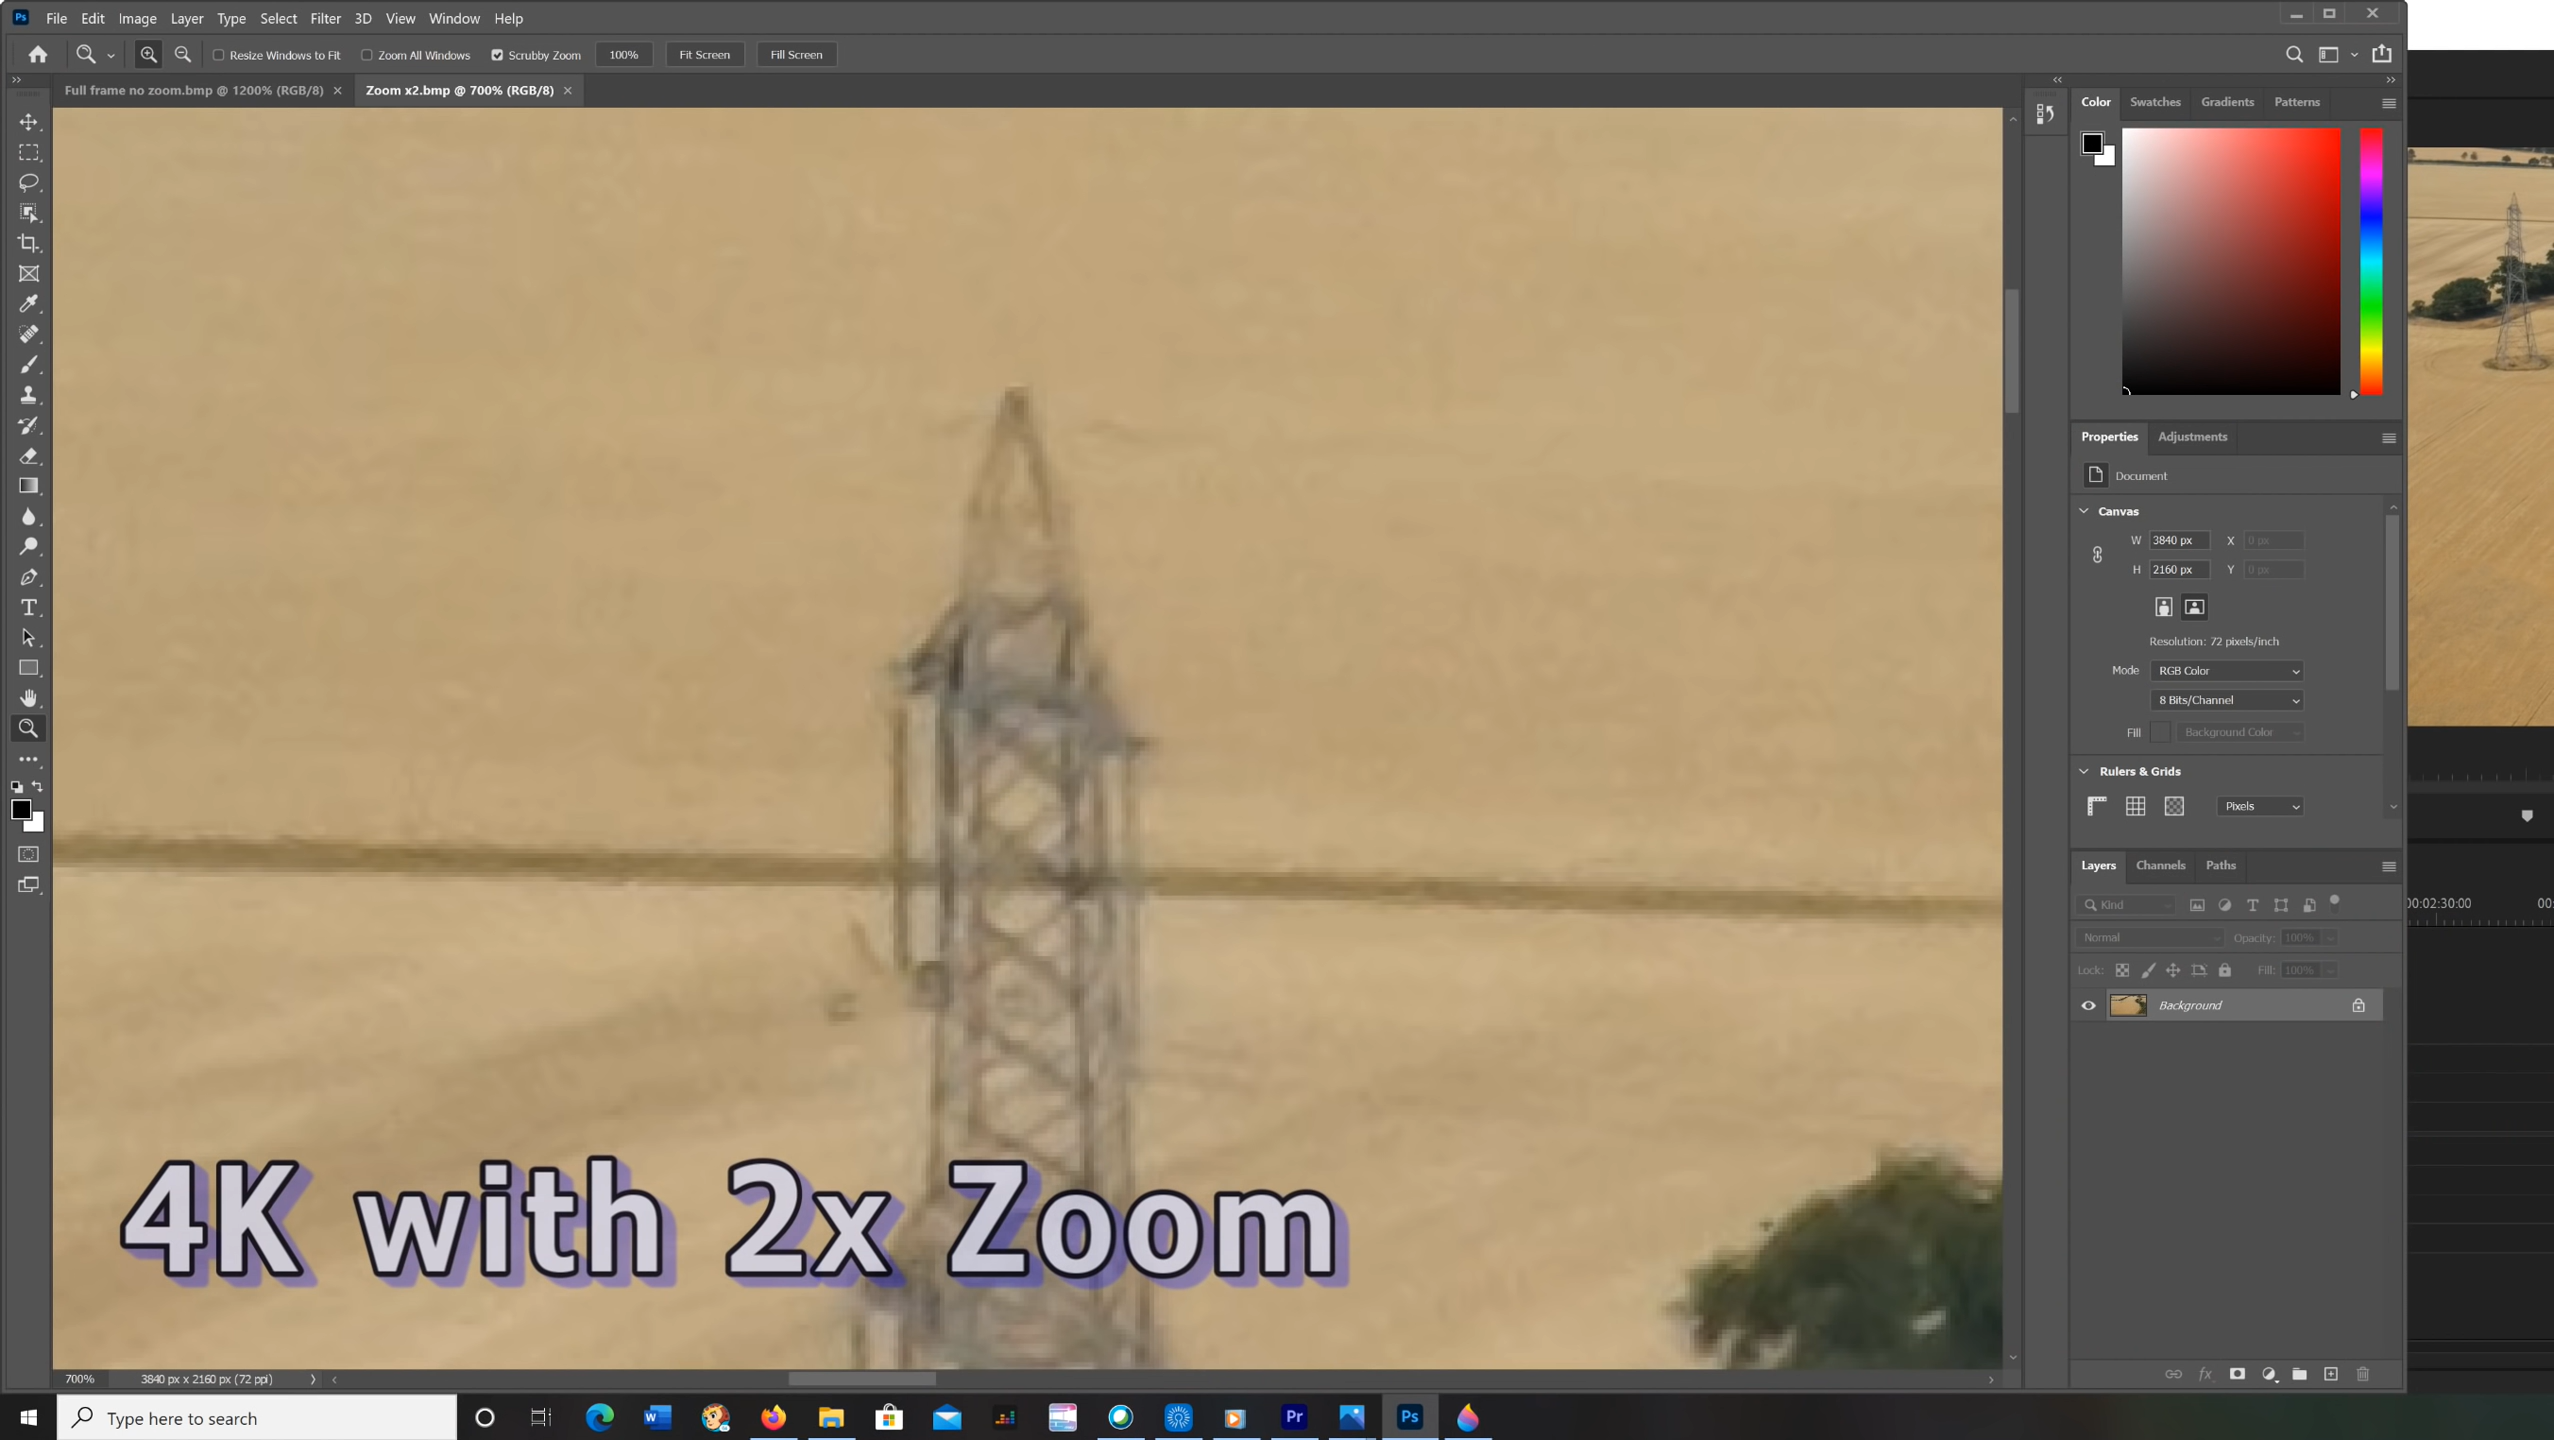 File Edit Image Layer Type Select Filter 3D View Window Help
Resize Windows to Fit Zoom All Windows Scrubby Zoom 100% Fit Screen Fill Screen
Full frame no zoom.bmp @ 1200% (RGB/8) × Zoom x2.bmp @ 700% (RGB/8) ×
Color Swatches Gradients Patterns
Properties Adjustments
Document
Canvas
W 3840 px X 0 px
H 2160 px Y 0 px
Resolution: 72 pixels/inch
Mode RGB Color
8 Bits/Channel
Fill Background Color
Rulers & Grids
Pixels
Layers Channels Paths
Kind
00:02:30:00 00:
Normal Opacity: 100%
Lock: Fill: 100%
Background
4K with 2x Zoom
700% 3840 px x 2160 px (72 ppi)
Type here to search